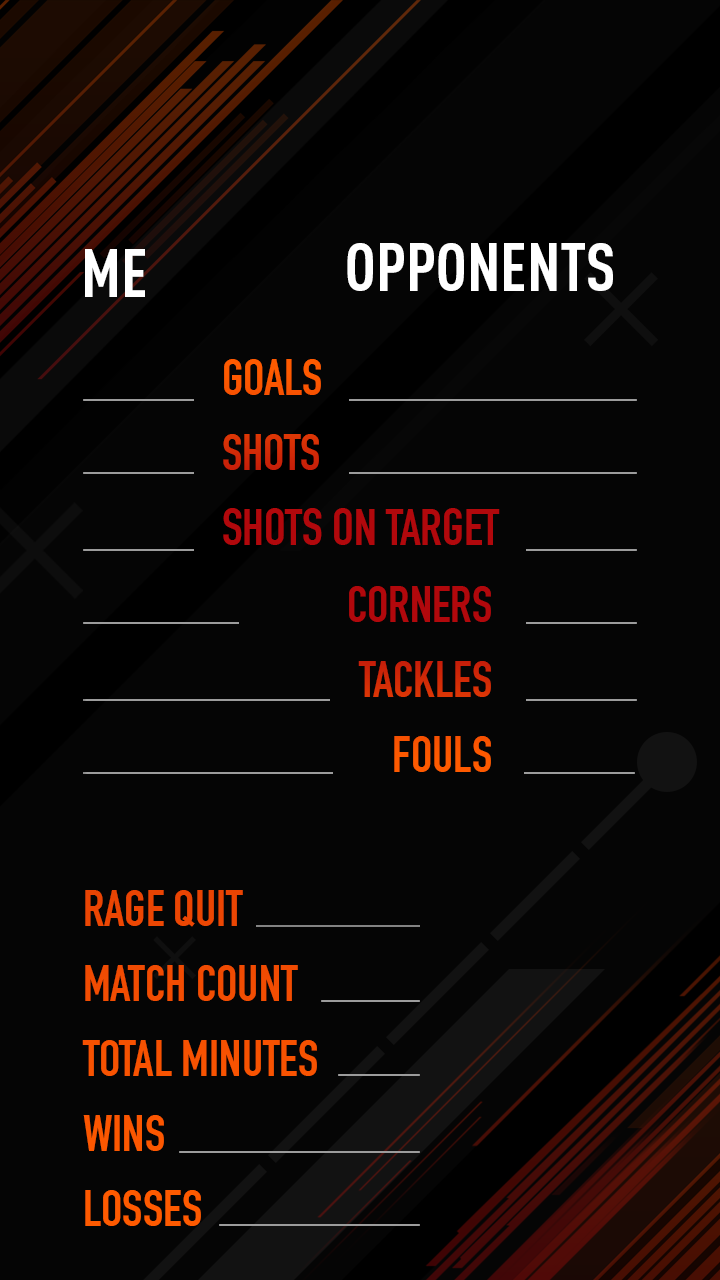 ME OPPONENTS
GOALS
SHOTS
SHOTS ON TARGET
CORNERS
TACKLES
FOULS
RAGE QUIT
MATCH COUNT
TOTAL MINUTES
WINS
LOSSES